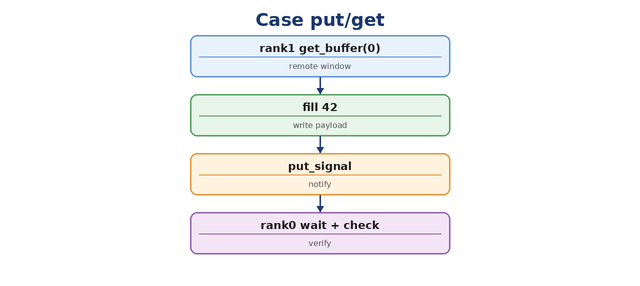 Case put/get
rank1 get_buffer(0)
remote window
fill 42
write payload
put_signal
notify
rank0 wait + check
verify